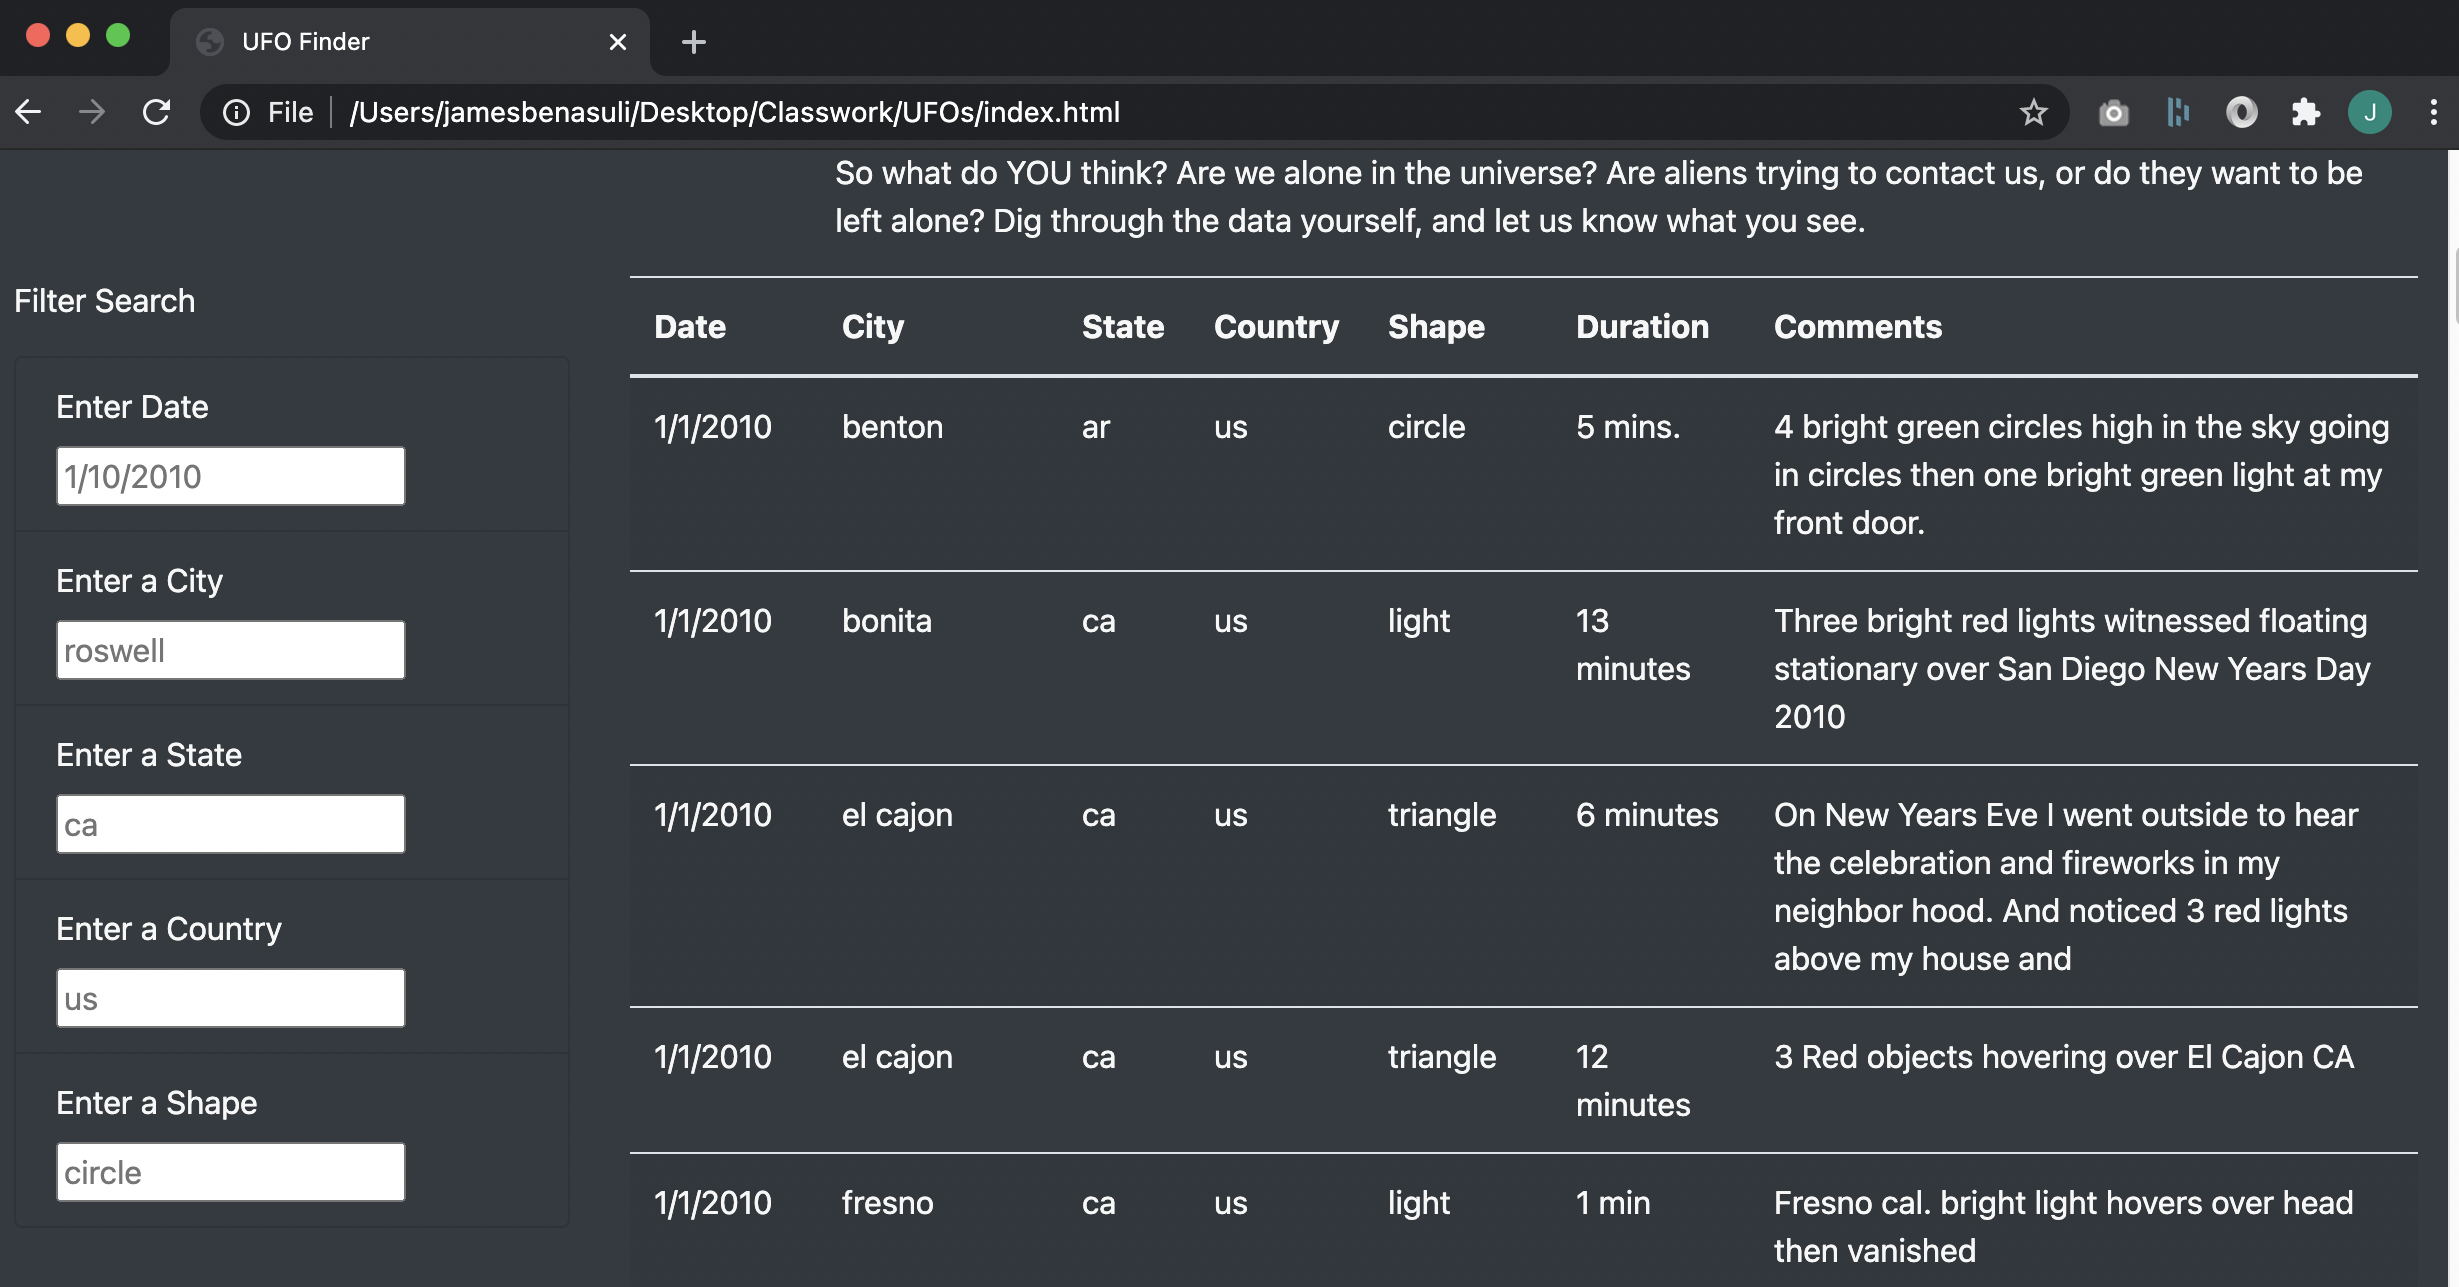 UFO Finder
File /Users/jamesbenasuli/Desktop/Classwork/UFOs/index.html
J
So what do YOU think? Are we alone in the universe? Are aliens trying to contact us, or do they want to be
left alone? Dig through the data yourself, and let us know what you see.
Filter Search
Enter Date
1/10/2010
Enter a City
roswell
Enter a State
ca
Enter a Country
us
Enter a Shape
circle
Date City State Country Shape Duration Comments
1/1/2010 benton ar us circle 5 mins. 4 bright green circles high in the sky going
in circles then one bright green light at my
front door.
1/1/2010 bonita ca us light 13 Three bright red lights witnessed floating
minutes stationary over San Diego New Years Day
2010
1/1/2010 el cajon ca us triangle 6 minutes On New Years Eve I went outside to hear
the celebration and fireworks in my
neighbor hood. And noticed 3 red lights
above my house and
1/1/2010 el cajon ca us triangle 12 3 Red objects hovering over El Cajon CA
minutes
1/1/2010 fresno ca us light 1 min Fresno cal. bright light hovers over head
then vanished